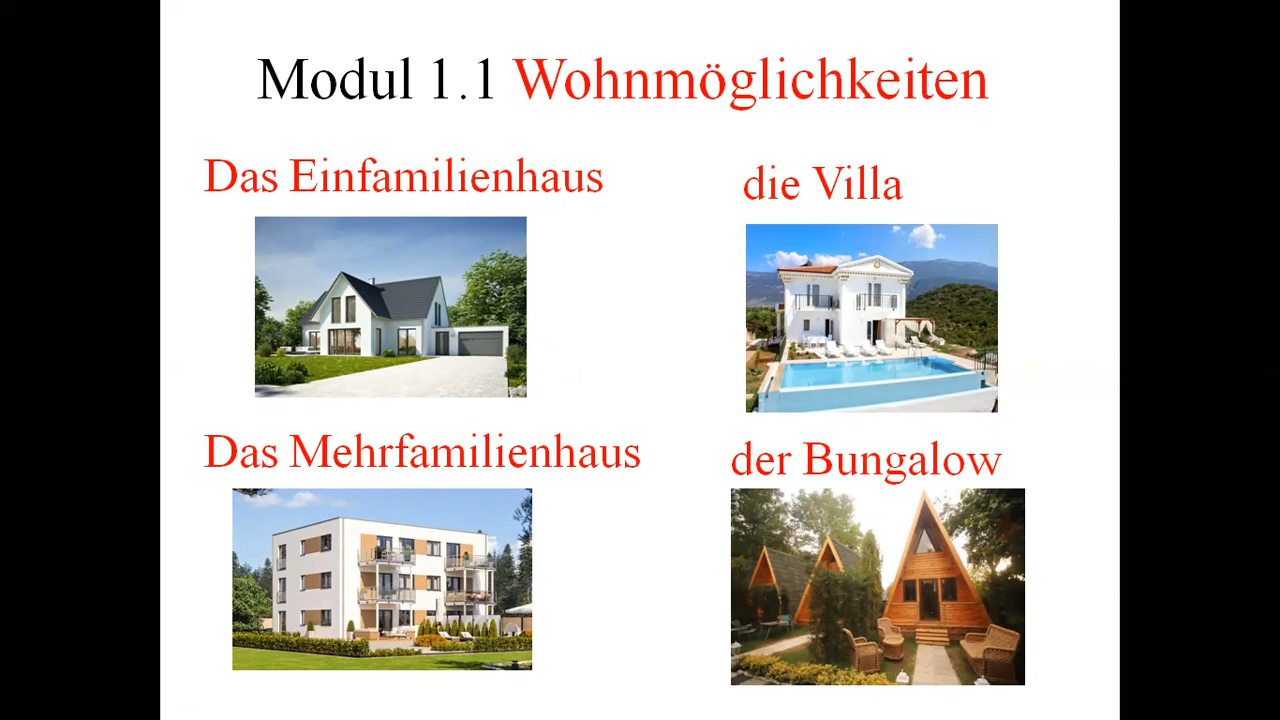 Modul 1.1 Wohnmöglichkeiten
Das Einfamilienhaus
die Villa
Das Mehrfamilienhaus
der Bungalow